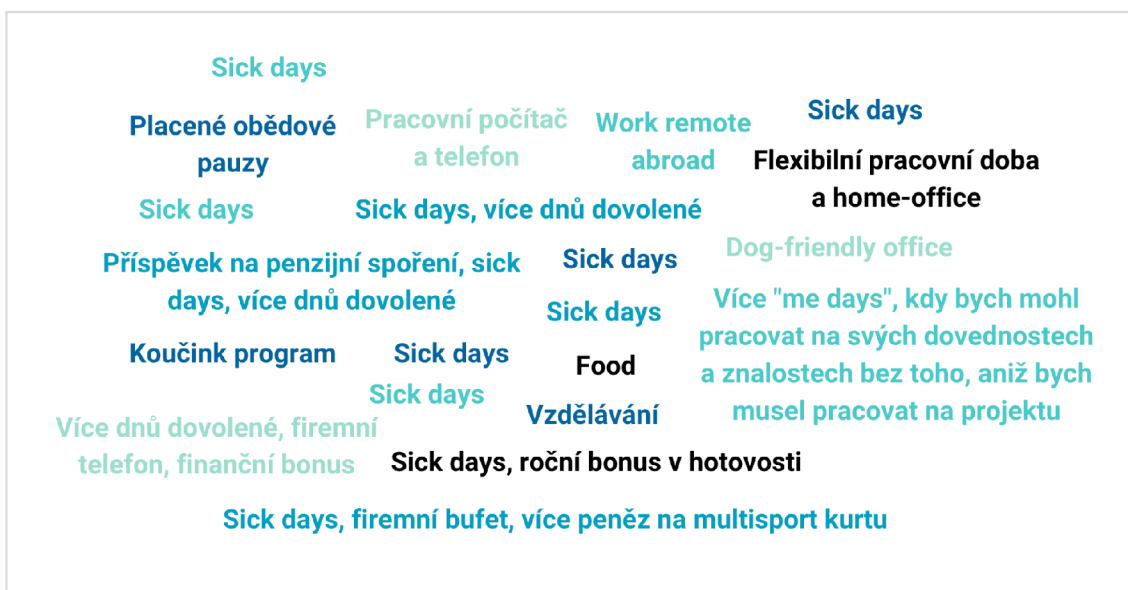 Sick days
Placené obědové
pauzy
Pracovní počítač
a telefon
Work remote
abroad
Sick days
Flexibilní pracovní doba
a home-office
Sick days
Sick days, více dnů dovolené
Příspěvek na penzijní spoření, sick
days, více dnů dovolené
Sick days
Dog-friendly office
Sick days
Více "me days", kdy bych mohl
pracovat na svých dovednostech
a znalostech bez toho, aniž bych
musel pracovat na projektu
Koučink program
Sick days
Food
Sick days
Vzdělávání
Více dnů dovolené, firemní
telefon, finanční bonus
Sick days, roční bonus v hotovosti
Sick days, firemní bufet, více peněz na multisport kurtu